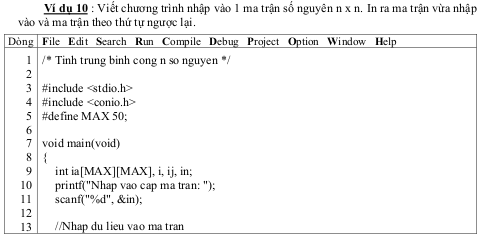 Ví dụ 10 : Viết chương trình nhập vào 1 ma trận số nguyên n x n. In ra ma trận vừa nhập
vào và ma trận theo thứ tự ngược lại.
Dòng File Edit Search Run Compile Debug Project Option Window Help
1 /* Tinh trung binh cong n so nguyen */
2
3 #include <stdio.h>
4 #include <conio.h>
5 #define MAX 50;
6
7 void main(void)
8 {
9 int ia[MAX][MAX], i, ij, in;
10 printf("Nhap vao cap ma tran: ");
11 scanf("%d", &in);
12
13 //Nhap du lieu vao ma tran